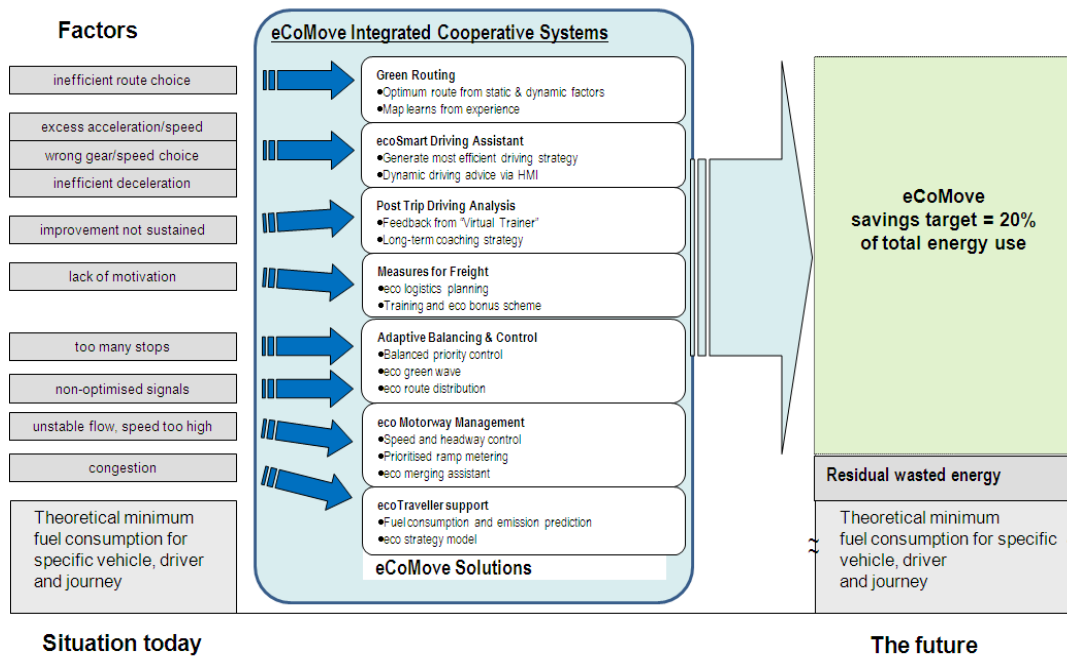 Factors
inefficient route choice
excess acceleration/speed
wrong gear/speed choice
inefficient deceleration
improvement not sustained
lack of motivation
too many stops
non-optimised signals
unstable flow, speed too high
congestion
Theoretical minimum
fuel consumption for
specific vehicle, driver
and journey
Situation today
eCoMove Integrated Cooperative Systems
Green Routing
●Optimum route from static & dynamic factors
●Map learns from experience
ecoSmart Driving Assistant
●Generate most efficient driving strategy
●Dynamic driving advice via HMI
Post Trip Driving Analysis
●Feedback from "Virtual Trainer"
●Long-term coaching strategy
Measures for Freight
●eco logistics planning
●Training and eco bonus scheme
Adaptive Balancing & Control
●Balanced priority control
●eco green wave
●eco route distribution
eco Motorway Management
●Speed and headway control
●Prioritised ramp metering
●eco merging assistant
ecoTraveller support
●Fuel consumption and emission prediction
●eco strategy model
eCoMove Solutions
eCoMove
savings target = 20%
of total energy use
Residual wasted energy
≈
Theoretical minimum
fuel consumption for specific
vehicle, driver
and journey
The future